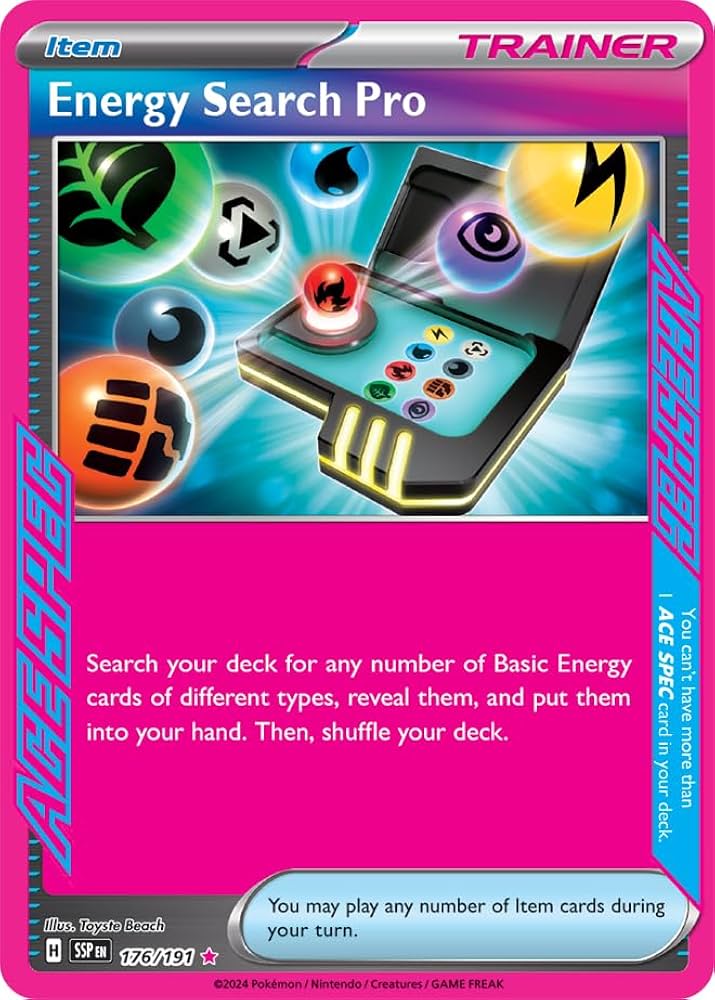 Item
TRAINER
Energy Search Pro
ACE SPEC
ACE SPEC
Search your deck for any number of Basic Energy
cards of different types, reveal them, and put them
into your hand. Then, shuffle your deck.
You can't have more than
1 ACE SPEC card in your deck.
You may play any number of Item cards during
your turn.
Illus. Toyste Beach
H SSP EN 176/191
©2024 Pokémon / Nintendo / Creatures / GAME FREAK